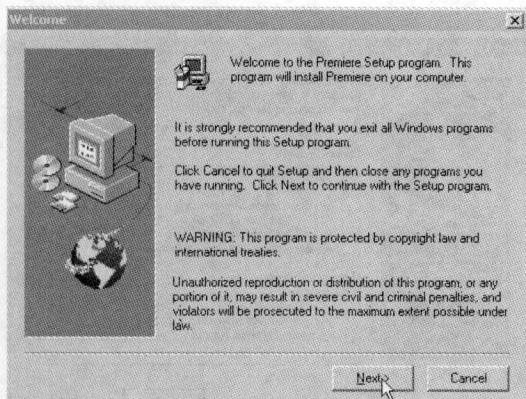 Welcome
Welcome to the Premiere Setup program. This
program will install Premiere on your computer.
It is strongly recommended that you exit all Windows programs
before running this Setup program.
Click Cancel to quit Setup and then close any programs you
have running. Click Next to continue with the Setup program.
WARNING: This program is protected by copyright law and
international treaties.
Unauthorized reproduction or distribution of this program, or any
portion of it, may result in severe civil and criminal penalties, and
violators will be prosecuted to the maximum extent possible under
law.
Next>
Cancel